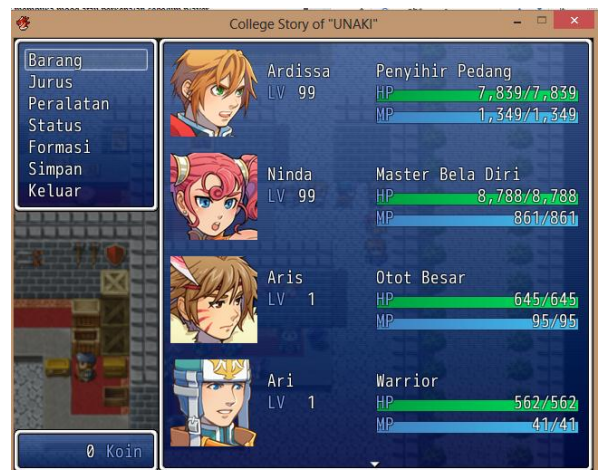 College Story of "UNAKI"
Barang
Jurus
Peralatan
Status
Formasi
Simpan
Keluar
Ardissa Penyihir Pedang
LV 99 HP 7,839/7,839
MP 1,349/1,349
Ninda Master Bela Diri
LV 99 HP 8,788/8,788
MP 861/861
Aris Otot Besar
LV 1 HP 645/645
MP 95/95
Ari Warrior
LV 1 HP 562/562
MP 41/41
0 Koin